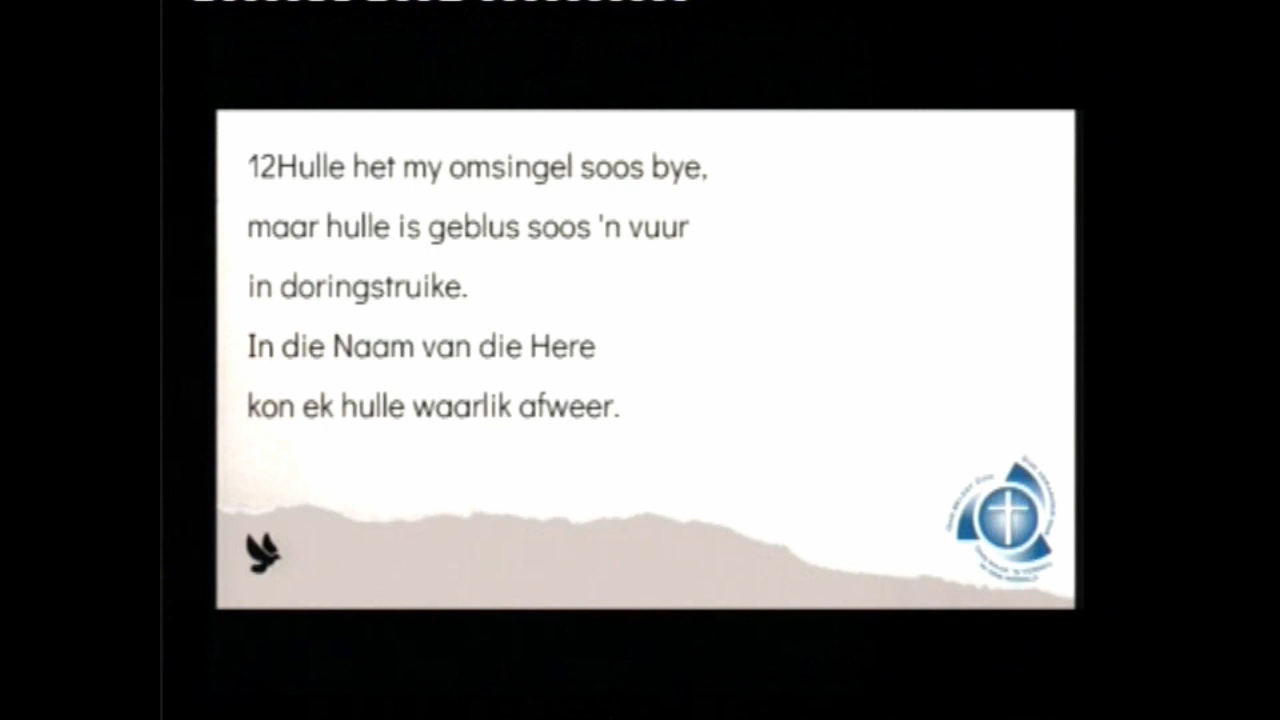 12Hulle het my omsingel soos bye,
maar hulle is geblus soos 'n vuur
in doringstruike.
In die Naam van die Here
kon ek hulle waarlik afweer.